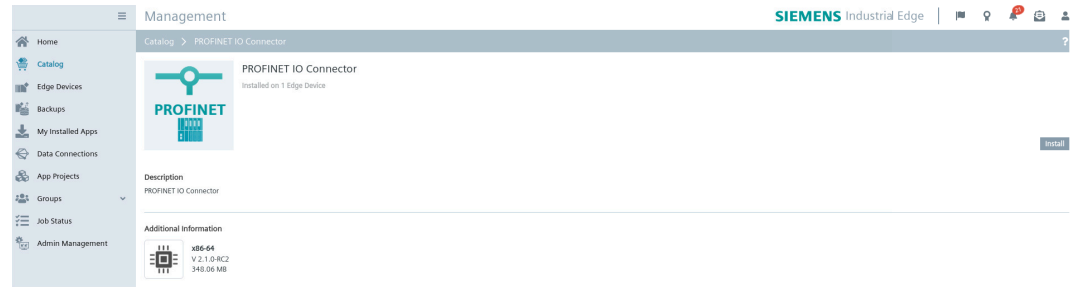 Management
SIEMENS Industrial Edge
21
Home
Catalog
Edge Devices
Backups
My Installed Apps
Data Connections
App Projects
Groups
Job Status
Admin Management
Catalog > PROFINET IO Connector
?
PROFINET
PROFINET IO Connector
Installed on 1 Edge Device
Install
Description
PROFINET IO Connector
Additional Information
x86-64
V 2.1.0-RC2
348.06 MB